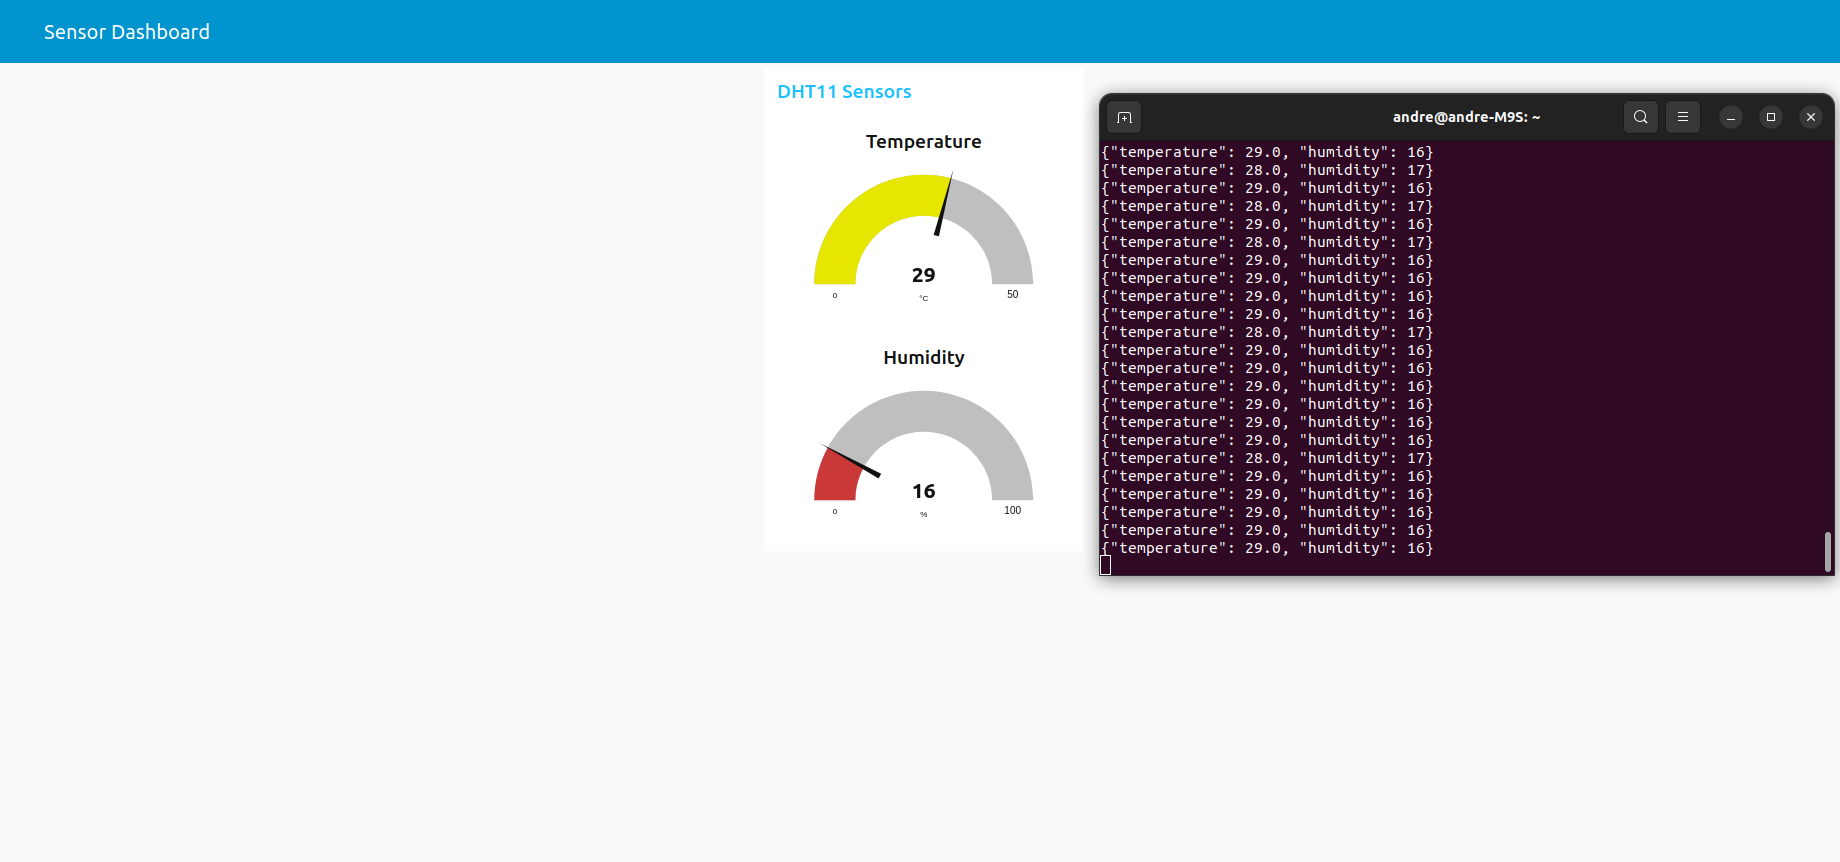 Sensor Dashboard
DHT11 Sensors
Temperature
29
°C
0
50
Humidity
16
%
0
100
andre@andre-M9S: ~
{"temperature": 29.0, "humidity": 16}
{"temperature": 28.0, "humidity": 17}
{"temperature": 29.0, "humidity": 16}
{"temperature": 28.0, "humidity": 17}
{"temperature": 29.0, "humidity": 16}
{"temperature": 28.0, "humidity": 17}
{"temperature": 29.0, "humidity": 16}
{"temperature": 29.0, "humidity": 16}
{"temperature": 29.0, "humidity": 16}
{"temperature": 29.0, "humidity": 16}
{"temperature": 28.0, "humidity": 17}
{"temperature": 29.0, "humidity": 16}
{"temperature": 29.0, "humidity": 16}
{"temperature": 29.0, "humidity": 16}
{"temperature": 29.0, "humidity": 16}
{"temperature": 29.0, "humidity": 16}
{"temperature": 29.0, "humidity": 16}
{"temperature": 28.0, "humidity": 17}
{"temperature": 29.0, "humidity": 16}
{"temperature": 29.0, "humidity": 16}
{"temperature": 29.0, "humidity": 16}
{"temperature": 29.0, "humidity": 16}
{"temperature": 29.0, "humidity": 16}